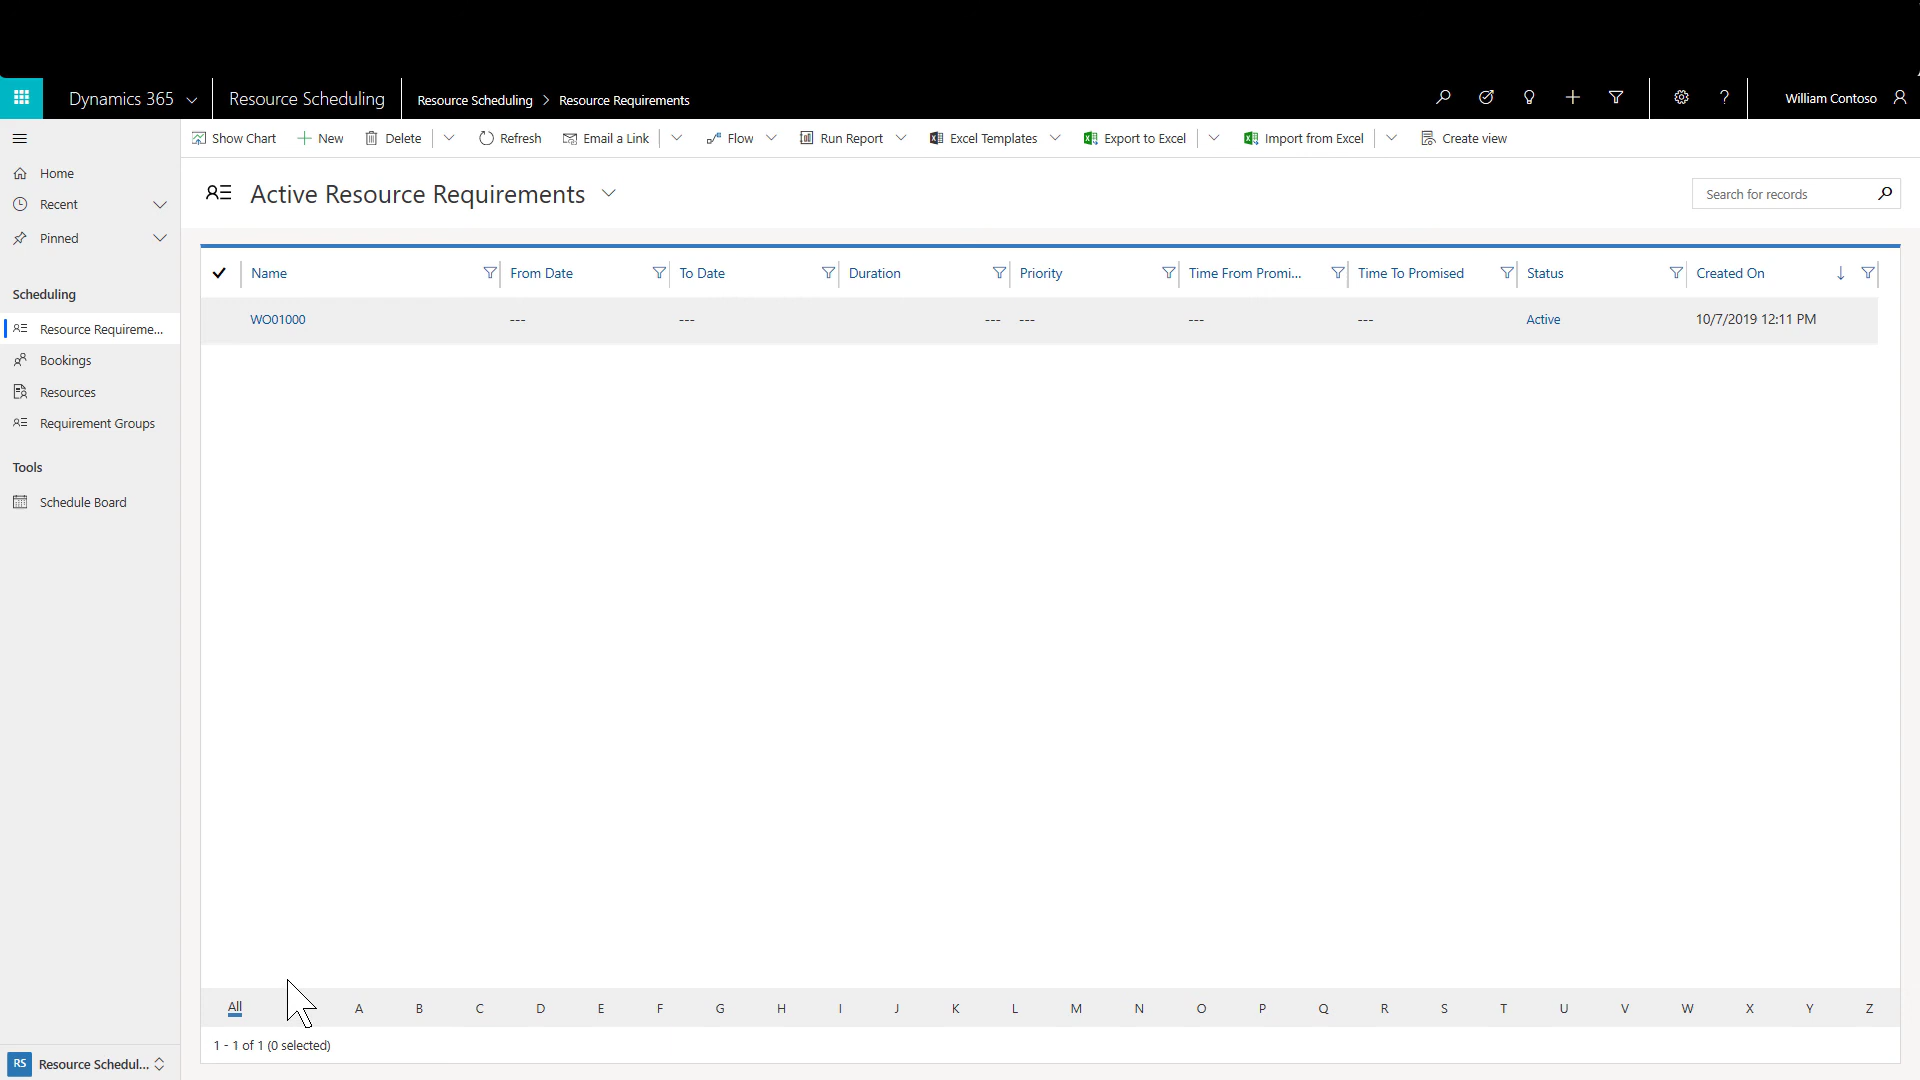 Dynamics 365 Resource Scheduling Resource Scheduling > Resource Requirements ? William Contoso
Show Chart New Delete Refresh Email a Link Flow Run Report Excel Templates Export to Excel Import from Excel Create view
Home
Recent
Pinned
Scheduling
Resource Requireme...
Bookings
Resources
Requirement Groups
Tools
Schedule Board
RS Resource Schedul...
Active Resource Requirements
Search for records
Name From Date To Date Duration Priority Time From Promi... Time To Promised Status Created On
WO01000 --- --- --- --- --- --- Active 10/7/2019 12:11 PM
All A B C D E F G H I J K L M N O P Q R S T U V W X Y Z
1 - 1 of 1 (0 selected)